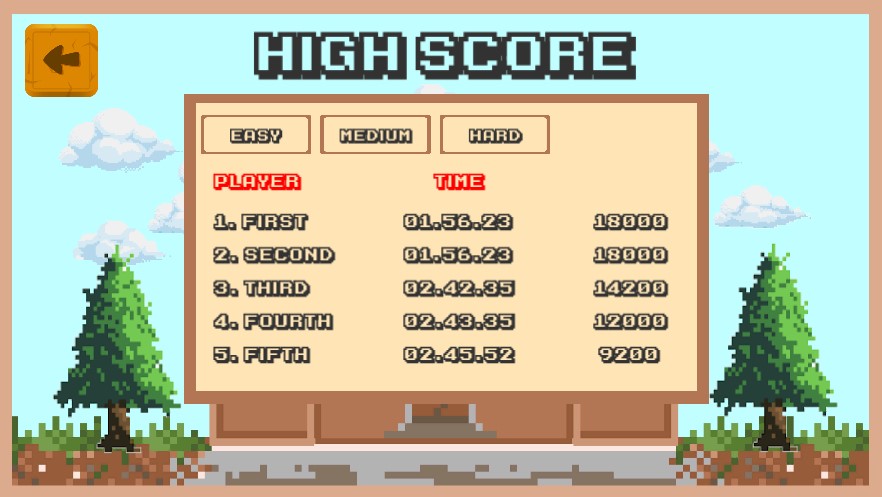 HIGH SCORE
EASY MEDIUM HARD
PLAYER TIME
1. FIRST 01.56.23 18000
2. SECOND 01.56.23 18000
3. THIRD 02.42.35 14200
4. FOURTH 02.43.35 12000
5. FIFTH 02.45.52 9200